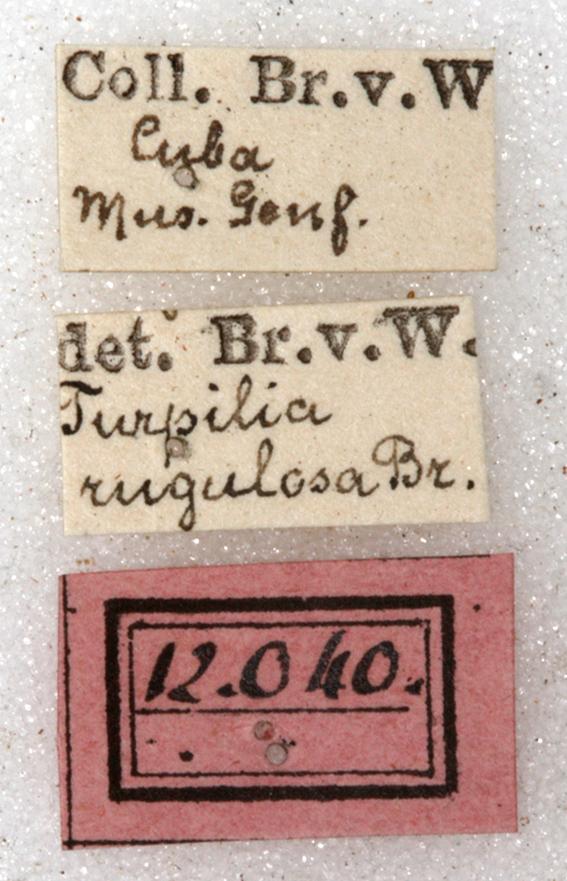 Coll. Br.v.W
Cuba
Mus. Genf.
det. Br.v.W.
Turpilia
rugulosa Br.
12.040.